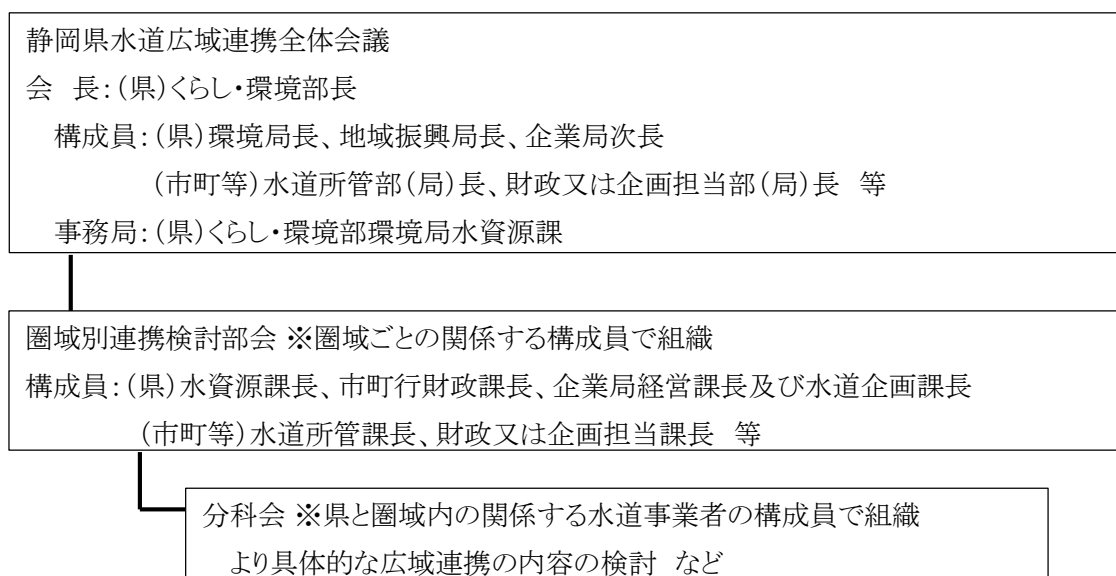 静岡県水道広域連携全体会議
会　長:(県)くらし・環境部長
構成員:(県)環境局長、地域振興局長、企業局次長
(市町等)水道所管部(局)長、財政又は企画担当部(局)長　等
事務局:(県)くらし・環境部環境局水資源課
圏域別連携検討部会 ※圏域ごとの関係する構成員で組織
構成員:(県)水資源課長、市町行財政課長、企業局経営課長及び水道企画課長
(市町等)水道所管課長、財政又は企画担当課長　等
分科会 ※県と圏域内の関係する水道事業者の構成員で組織
より具体的な広域連携の内容の検討　など